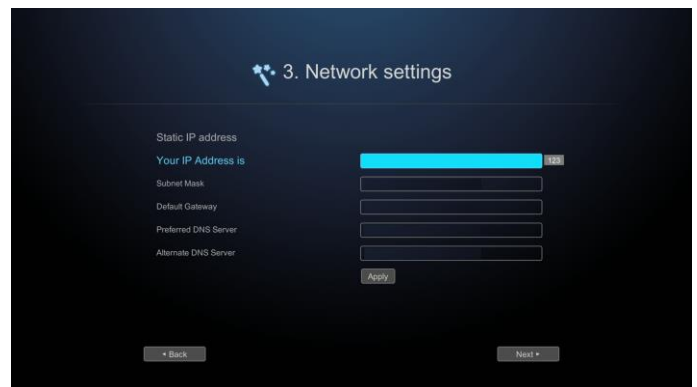 3. Network settings
Static IP address
Your IP Address is
123
Subnet Mask
Default Gateway
Preferred DNS Server
Alternate DNS Server
Apply
Back
Next